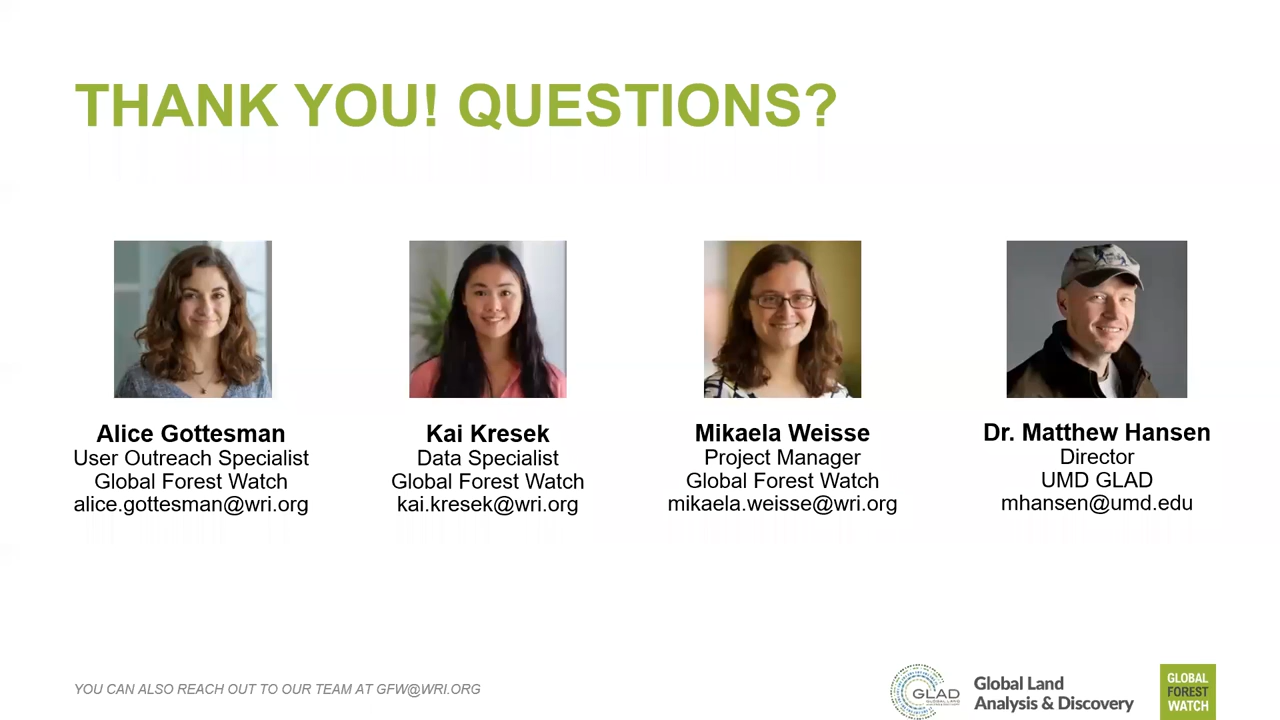 THANK YOU! QUESTIONS?
Alice Gottesman
User Outreach Specialist
Global Forest Watch
alice.gottesman@wri.org
Kai Kresek
Data Specialist
Global Forest Watch
kai.kresek@wri.org
Mikaela Weisse
Project Manager
Global Forest Watch
mikaela.weisse@wri.org
Dr. Matthew Hansen
Director
UMD GLAD
mhansen@umd.edu
YOU CAN ALSO REACH OUT TO OUR TEAM AT GFW@WRI.ORG
GLAD
Global Land
Analysis & Discovery
GLOBAL
FOREST
WATCH